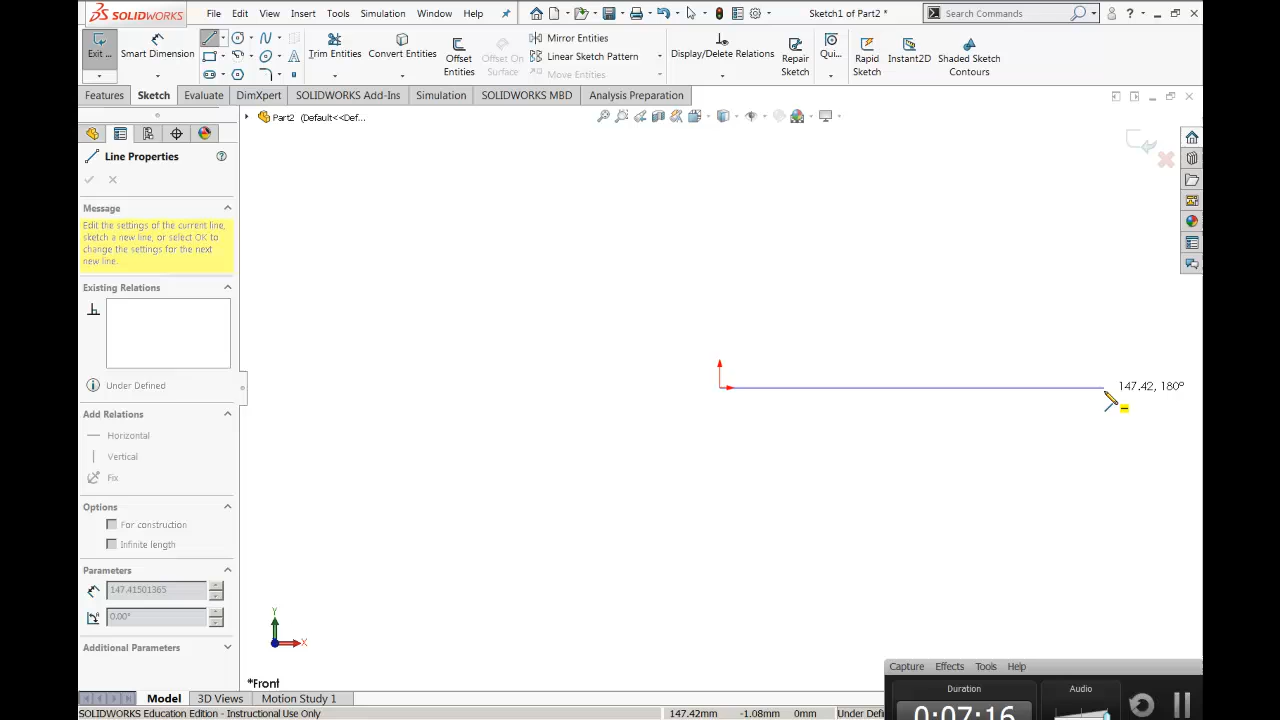 SOLIDWORKS File Edit View Insert Tools Simulation Window Help Sketch1 of Part2 * Search Commands ?
Exit ... Smart Dimension Trim Entities Convert Entities Offset Entities Offset On Surface Mirror Entities Display/Delete Relations Repair Sketch Qui... Rapid Sketch Instant2D Shaded Sketch Contours
Linear Sketch Pattern
Move Entities
Features Sketch Evaluate DimXpert SOLIDWORKS Add-Ins Simulation SOLIDWORKS MBD Analysis Preparation
Part2 (Default<<Def...
Line Properties
Message
Edit the settings of the current line,
sketch a new line, or select OK to
change the settings for the next
new line.
Existing Relations
Under Defined
147.42, 180°
Add Relations
Horizontal
Vertical
Fix
Options
For construction
Infinite length
Parameters
147.41501365
0.00°
Additional Parameters
Y
X
*Front
Capture Effects Tools Help
Duration Audio
0:07:16
Model 3D Views Motion Study 1
SOLIDWORKS Education Edition - Instructional Use Only 147.42mm -1.08mm 0mm Under Defi